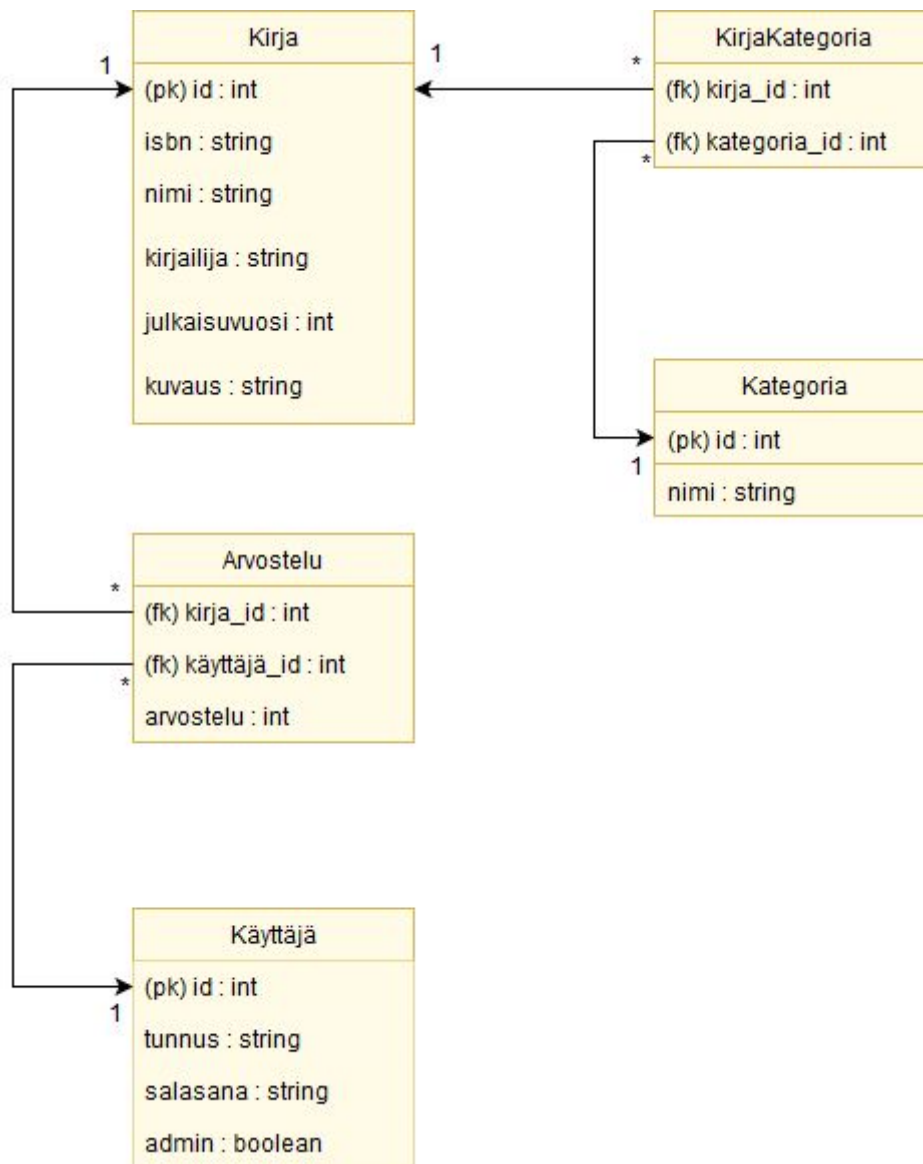 Kirja
1
(pk) id : int
isbn : string
nimi : string
kirjailija : string
julkaisuvuosi : int
kuvaus : string
1
*
KirjaKategoria
(fk) kirja_id : int
(fk) kategoria_id : int
*
Kategoria
(pk) id : int
1
nimi : string
Arvostelu
*
(fk) kirja_id : int
(fk) käyttäjä_id : int
*
arvostelu : int
Käyttäjä
(pk) id : int
1
tunnus : string
salasana : string
admin : boolean